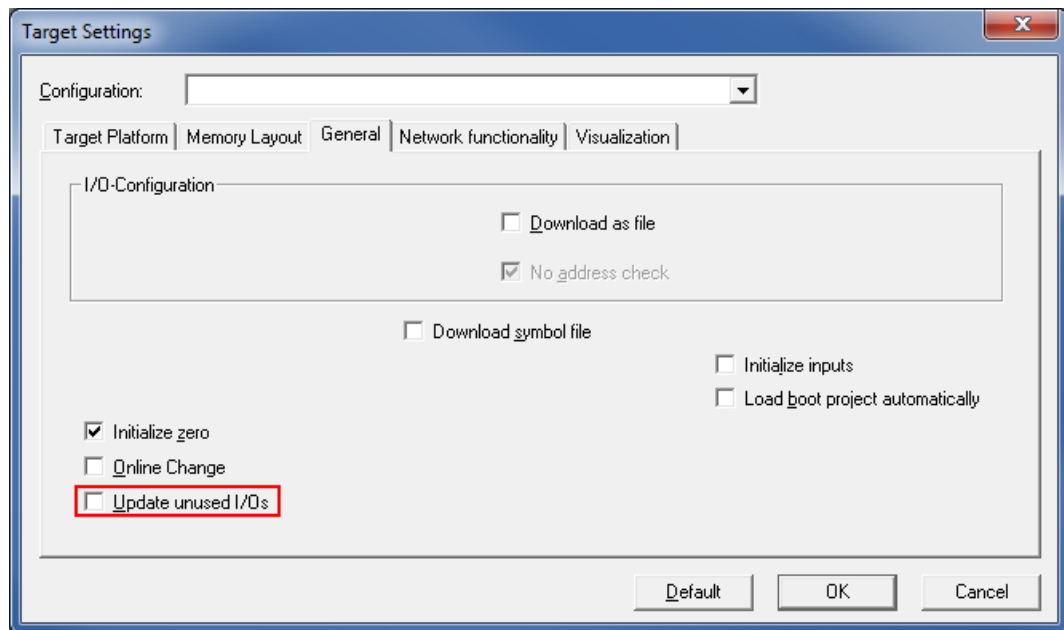 Target Settings
Configuration:
Target Platform Memory Layout General Network functionality Visualization
I/O-Configuration
Download as file
No address check
Download symbol file
Initialize inputs
Load boot project automatically
Initialize zero
Online Change
Update unused I/Os
Default OK Cancel